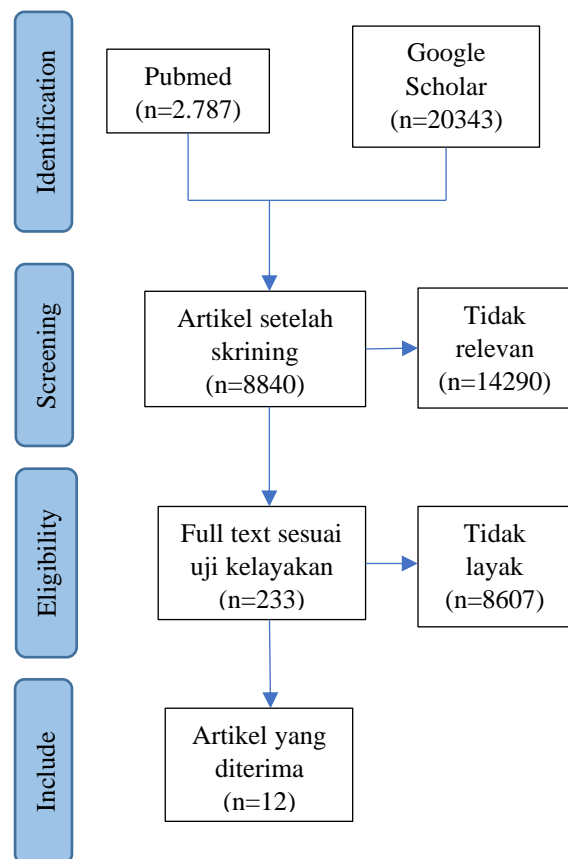 Identification
Pubmed
(n=2.787)
Google
Scholar
(n=20343)
Screening
Artikel setelah
skrining
(n=8840)
Tidak
relevan
(n=14290)
Eligibility
Full text sesuai
uji kelayakan
(n=233)
Tidak
layak
(n=8607)
Include
Artikel yang
diterima
(n=12)